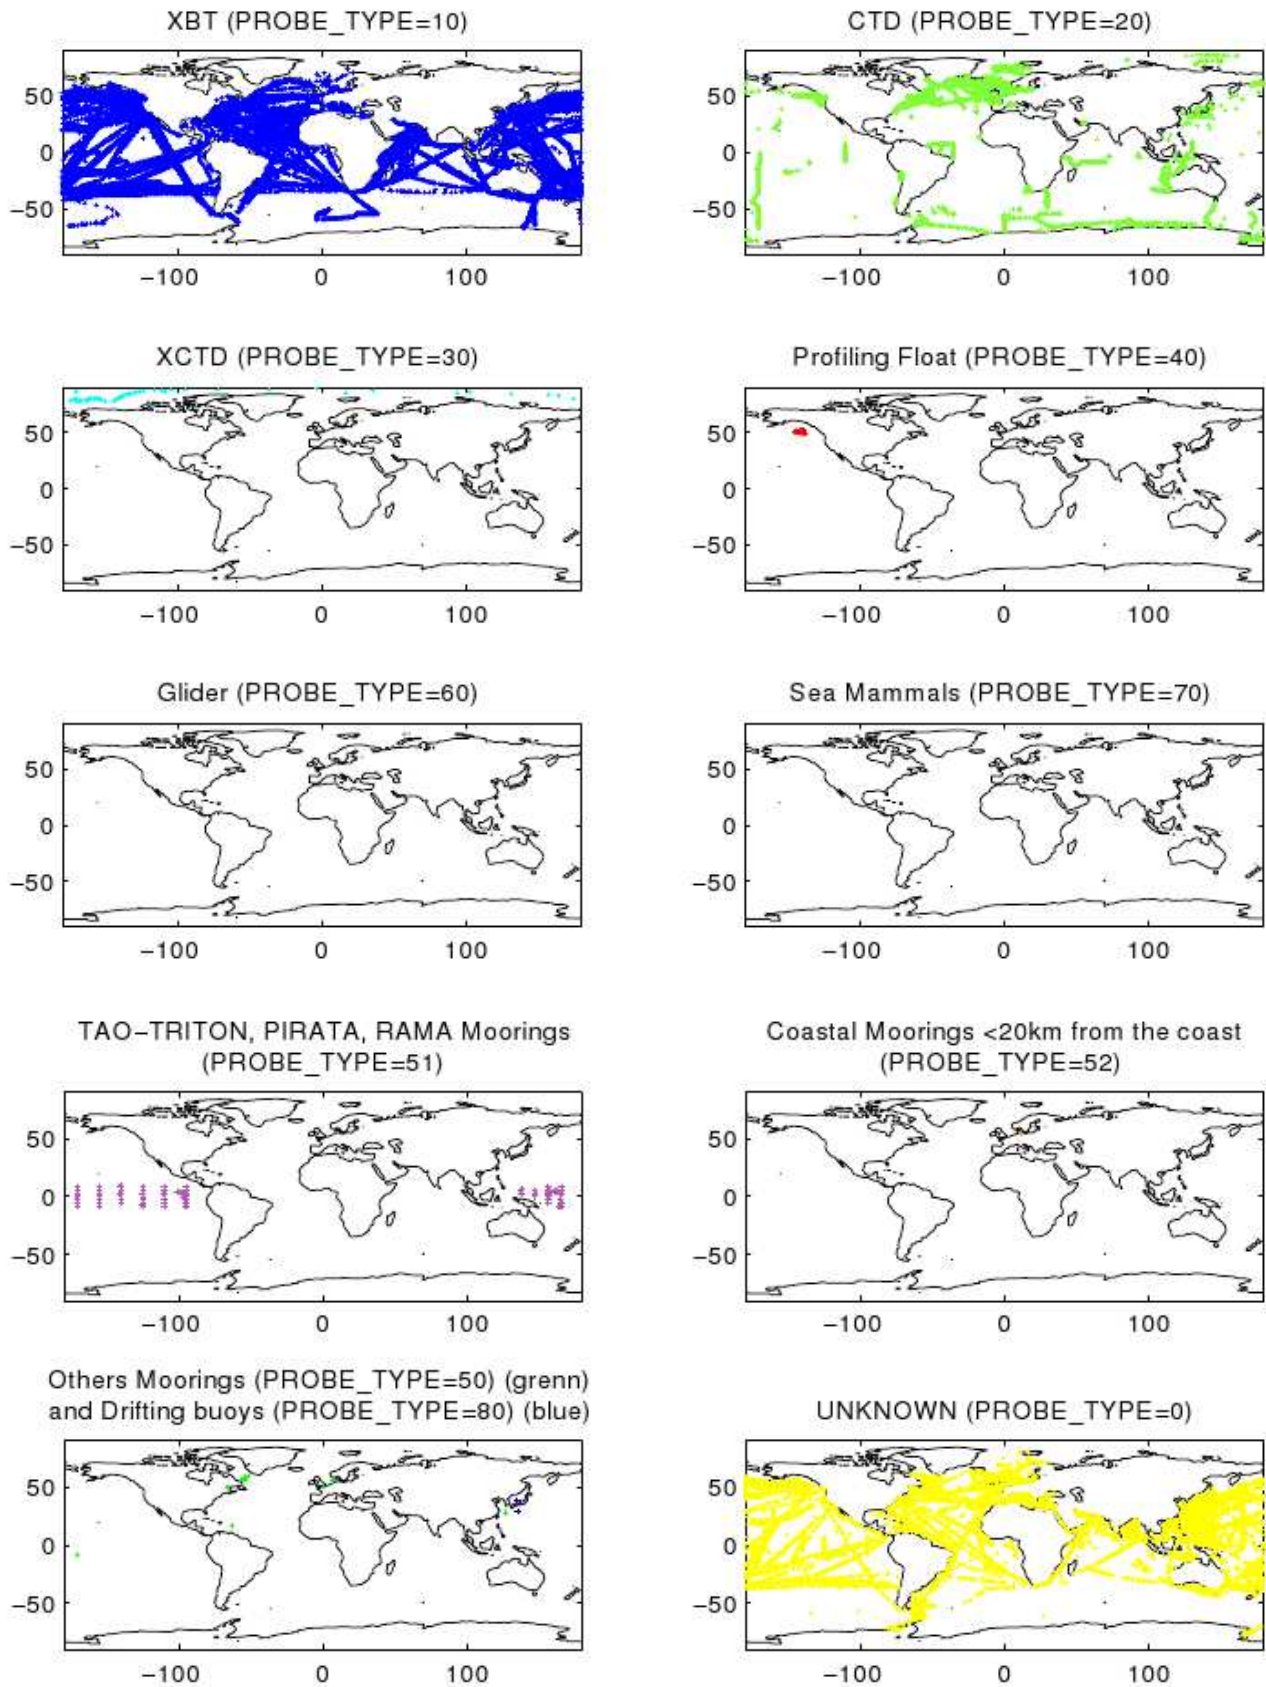 XBT (PROBE_TYPE=10)
CTD (PROBE_TYPE=20)
50
0
−50
−100 0 100
50
0
−50
−100 0 100
XCTD (PROBE_TYPE=30)
Profiling Float (PROBE_TYPE=40)
50
0
−50
−100 0 100
50
0
−50
−100 0 100
Glider (PROBE_TYPE=60)
Sea Mammals (PROBE_TYPE=70)
50
0
−50
−100 0 100
50
0
−50
−100 0 100
TAO−TRITON, PIRATA, RAMA Moorings
(PROBE_TYPE=51)
Coastal Moorings <20km from the coast
(PROBE_TYPE=52)
50
0
−50
−100 0 100
50
0
−50
−100 0 100
Others Moorings (PROBE_TYPE=50) (grenn)
and Drifting buoys (PROBE_TYPE=80) (blue)
UNKNOWN (PROBE_TYPE=0)
50
0
−50
−100 0 100
50
0
−50
−100 0 100